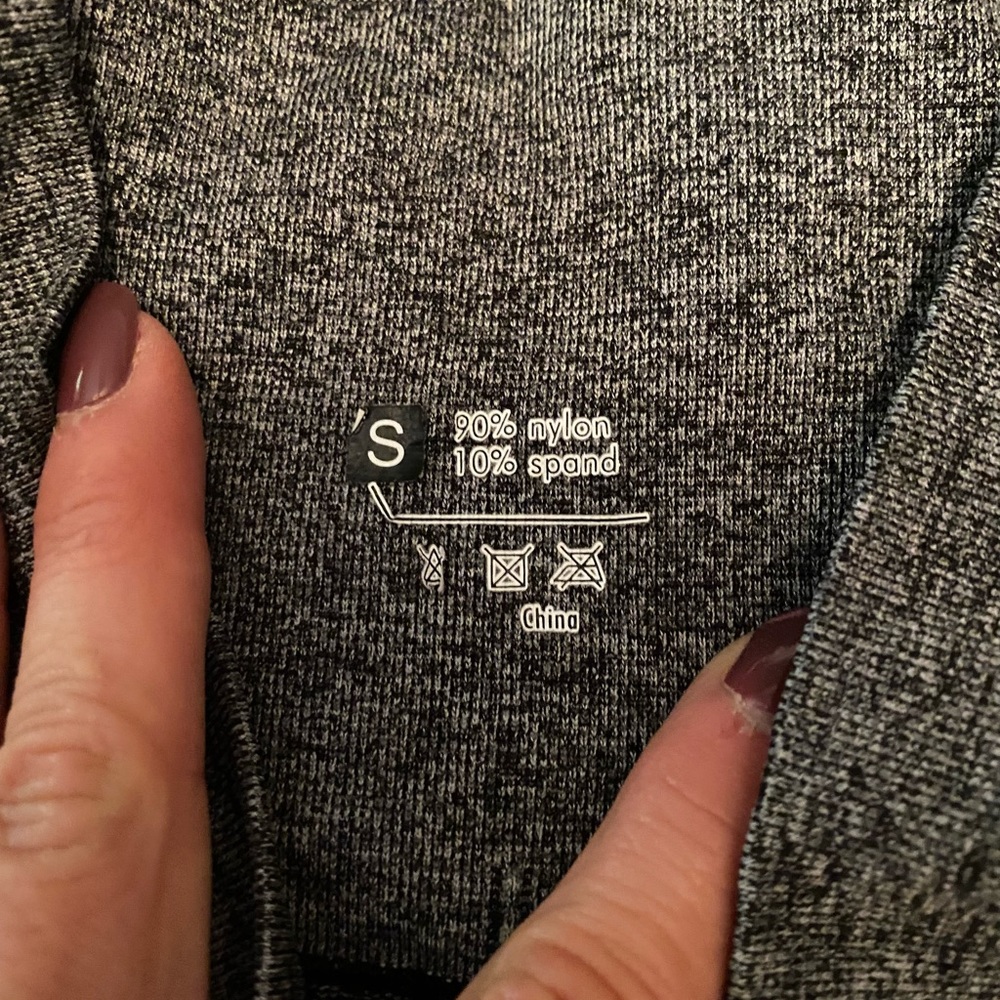 S
90% nylon
10% spand
China